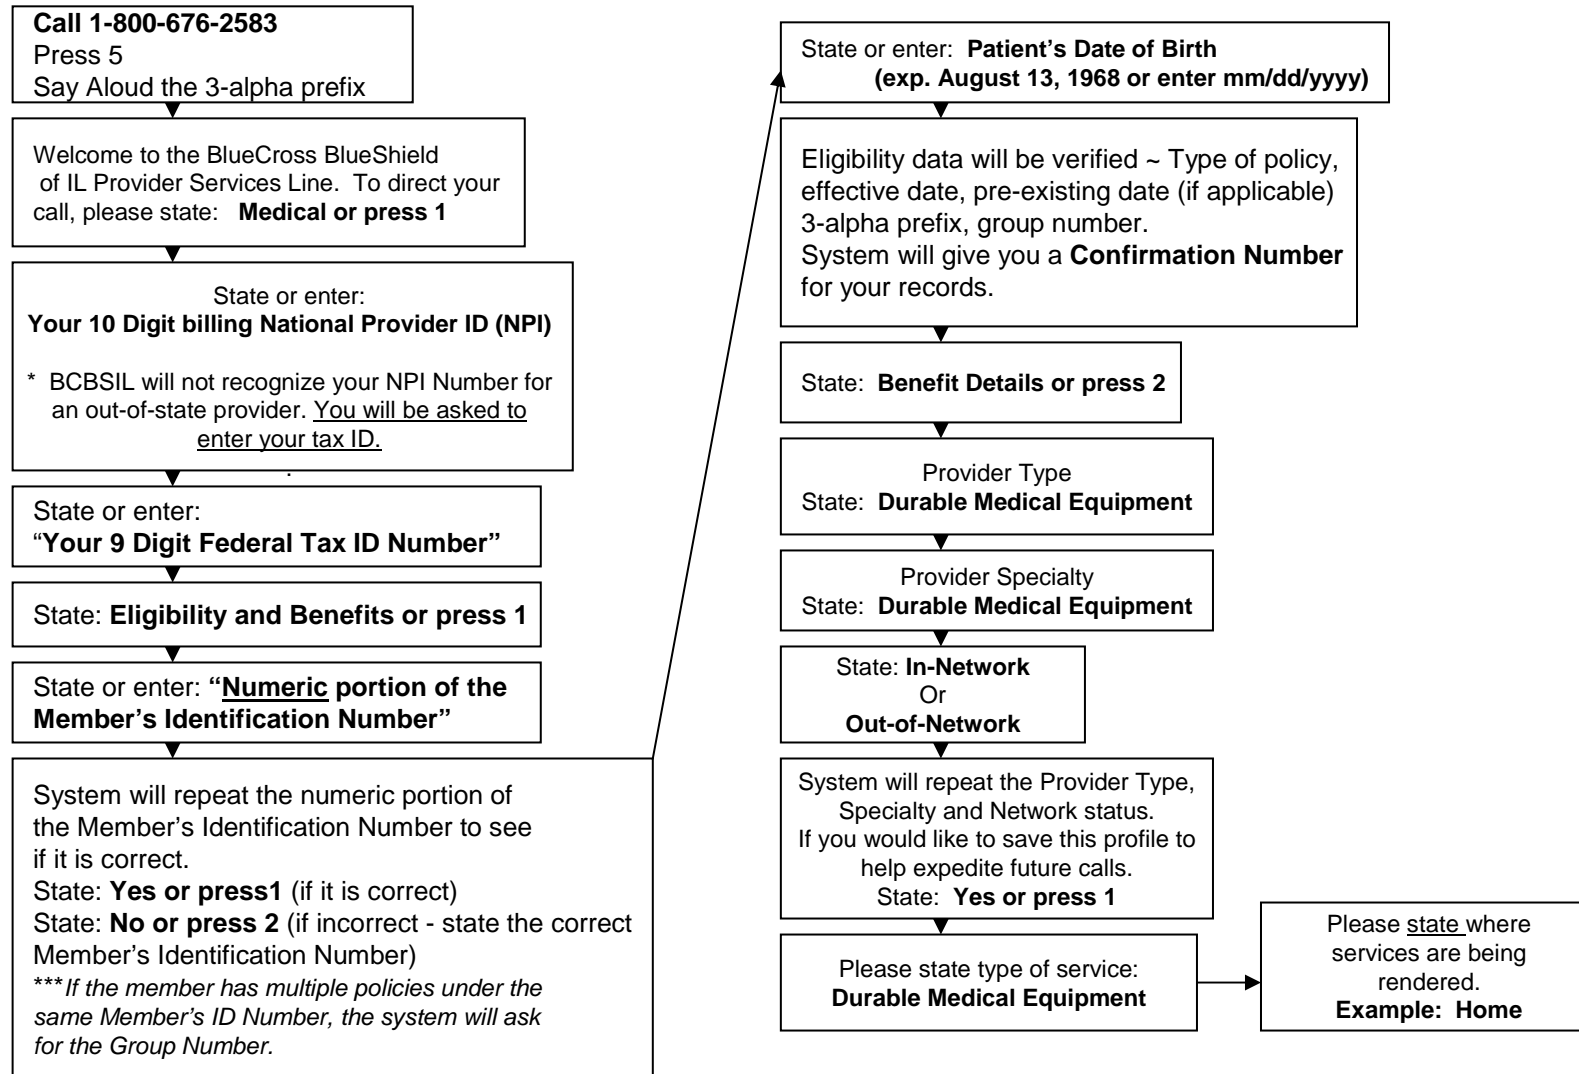 Call 1-800-676-2583
Press 5
Say Aloud the 3-alpha prefix
Welcome to the BlueCross BlueShield
of IL Provider Services Line. To direct your
call, please state: Medical or press 1
State or enter:
Your 10 Digit billing National Provider ID (NPI)
* BCBSIL will not recognize your NPI Number for
an out-of-state provider. You will be asked to
enter your tax ID.
.
State or enter:
“Your 9 Digit Federal Tax ID Number”
State: Eligibility and Benefits or press 1
State or enter: “Numeric portion of the
Member’s Identification Number”
System will repeat the numeric portion of
the Member’s Identification Number to see
if it is correct.
State: Yes or press1 (if it is correct)
State: No or press 2 (if incorrect - state the correct
Member’s Identification Number)
***If the member has multiple policies under the
same Member’s ID Number, the system will ask
for the Group Number.
State or enter: Patient’s Date of Birth
(exp. August 13, 1968 or enter mm/dd/yyyy)
Eligibility data will be verified ~ Type of policy,
effective date, pre-existing date (if applicable)
3-alpha prefix, group number.
System will give you a Confirmation Number
for your records.
State: Benefit Details or press 2
Provider Type
State: Durable Medical Equipment
Provider Specialty
State: Durable Medical Equipment
State: In-Network
Or
Out-of-Network
System will repeat the Provider Type,
Specialty and Network status.
If you would like to save this profile to
help expedite future calls.
State: Yes or press 1
Please state type of service:
Durable Medical Equipment
Please state where
services are being
rendered.
Example: Home